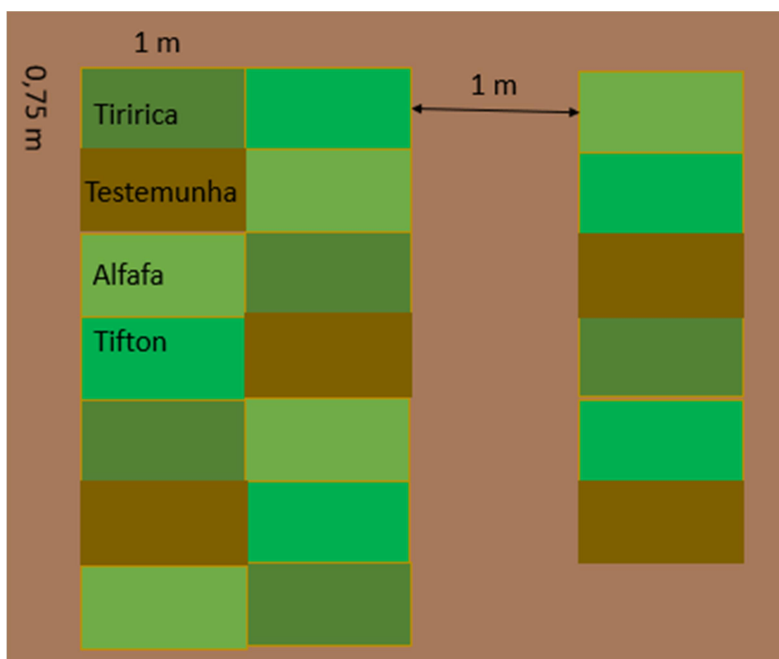 1 m
0,75 m
1 m
Tiririca
Testemunha
Alfafa
Tifton